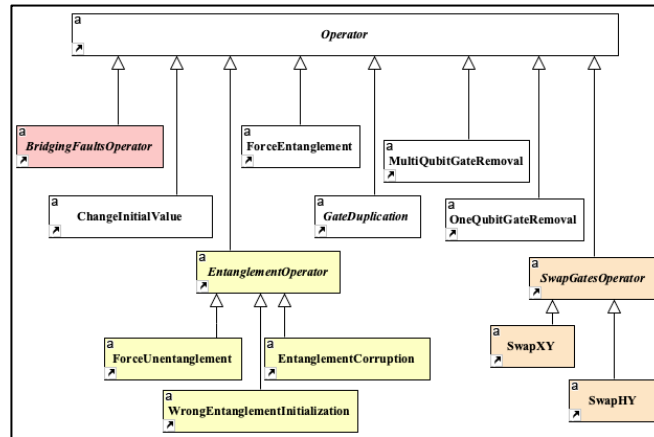 a
Operator
a
BridgingFaultsOperator
a
ForceEntanglement
a
MultiQubitGateRemoval
a
ChangeInitialValue
a
GateDuplication
a
OneQubitGateRemoval
a
EntanglementOperator
a
SwapGatesOperator
a
ForceUnentanglement
a
EntanglementCorruption
a
SwapXY
a
WrongEntanglementInitialization
a
SwapHY